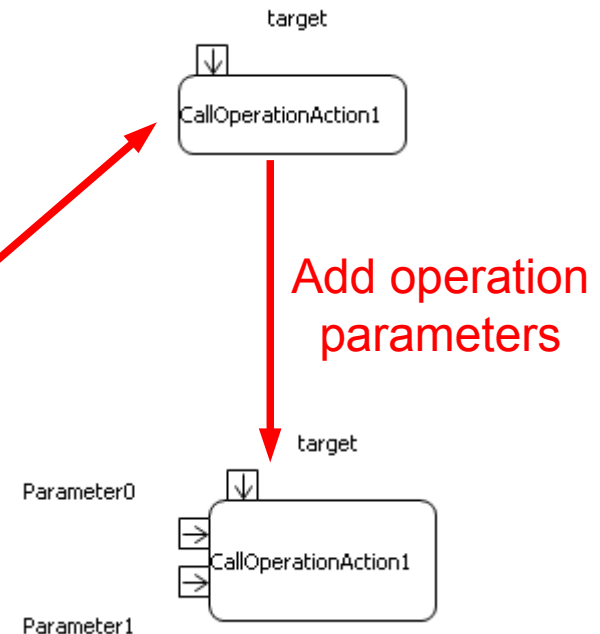 target
CallOperationAction1
Add operation
parameters
target
Parameter0
CallOperationAction1
Parameter1